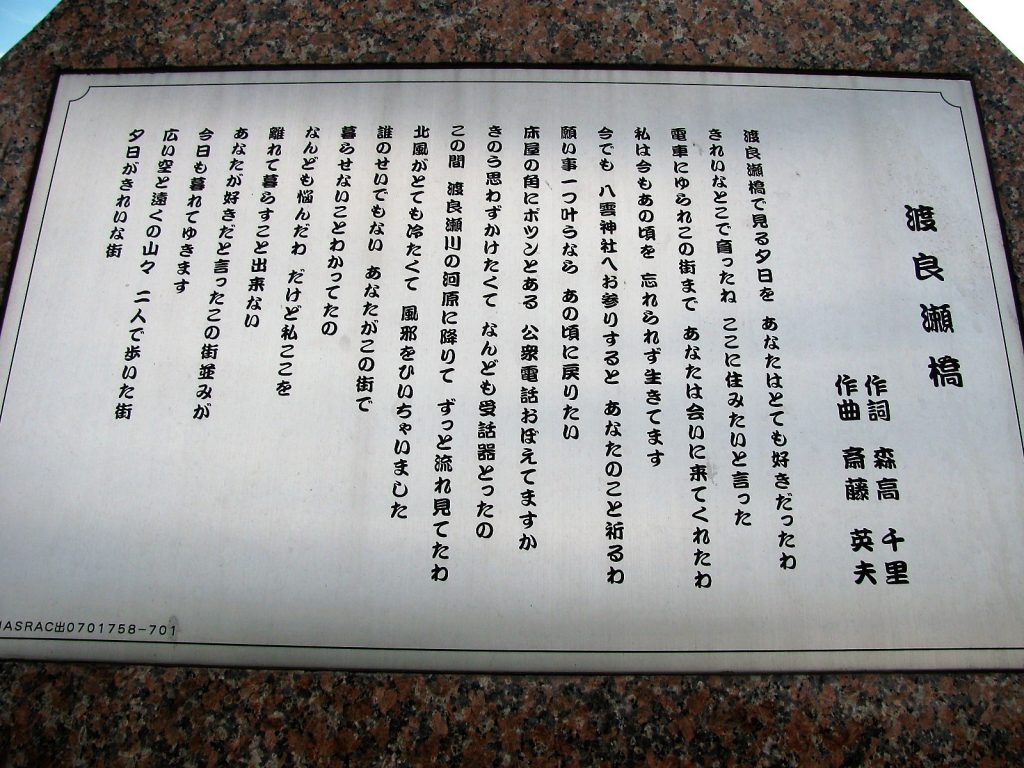 渡良瀬橋
作詞 森高 千里
作曲 斎藤 英夫
渡良瀬橋で見る夕日を あなたはとても好きだったわ
きれいなとこで育ったね ここに住みたいと言った
電車にゆられこの街まで あなたは会いに来てくれたわ
私は今もあの頃を 忘れられず生きてます
今でも 八雲神社へお参りすると あなたのこと祈るわ
願い事一つ叶うなら あの頃に戻りたい
床屋の角にポツンとある 公衆電話おぼえてますか
きのう思わずかけたくて なんども受話器とったの
この間 渡良瀬川の河原に降りて ずっと流れ見てたわ
北風がとても冷たくて 風邪をひいちゃいました
誰のせいでもない あなたがこの街で
暮らせないことわかってたの
なんども悩んだわ だけど私ここを
離れて暮らすこと出来ない
あなたが好きだと言ったこの街並みが
今日も暮れてゆきます
広い空と遠くの山々 二人で歩いた街
夕日がきれいな街
JASRAC出0701758-701